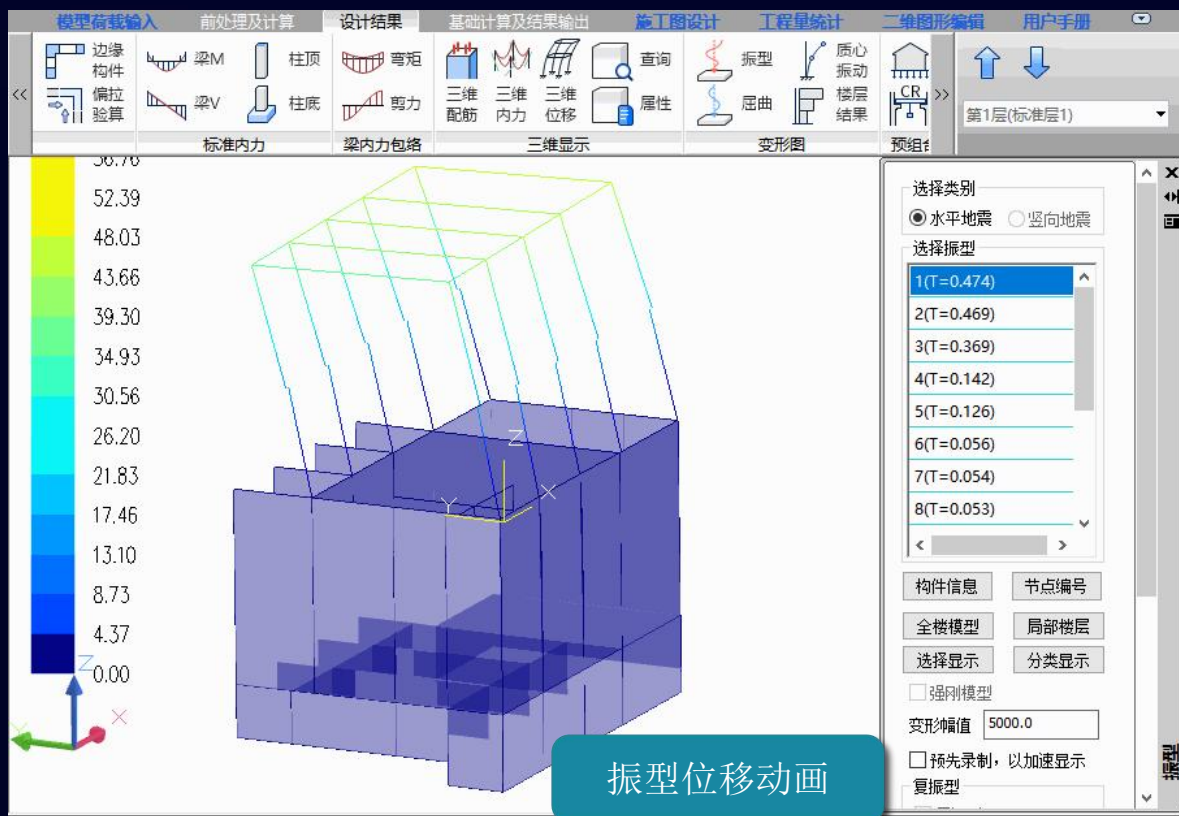 模型荷载输入 前处理及计算 设计结果 基础计算及结果输出 施工图设计 工程量统计 二维图形编辑 用户手册
边缘构件 梁M 柱顶 弯矩 三维配筋 三维内力 三维位移 查询 振型 质心振动
偏拉验算 梁V 柱底 剪力 属性 屈曲 楼层结果 CR
<< >>
第1层(标准层1)
标准内力 梁内力包络 三维显示 变形图 预组合
56.76
52.39
48.03
43.66
39.30
34.93
30.56
26.20
21.83
17.46
13.10
8.73
4.37
0.00
Z
X
Y
Z
X
选择类别
水平地震 竖向地震
选择振型
1(T=0.474)
2(T=0.469)
3(T=0.369)
4(T=0.142)
5(T=0.126)
6(T=0.056)
7(T=0.054)
8(T=0.053)
构件信息 节点编号
全楼模型 局部楼层
选择显示 分类显示
强刚模型
变形幅值 5000.0
预先录制，以加速显示
复振型
振型
振型位移动画